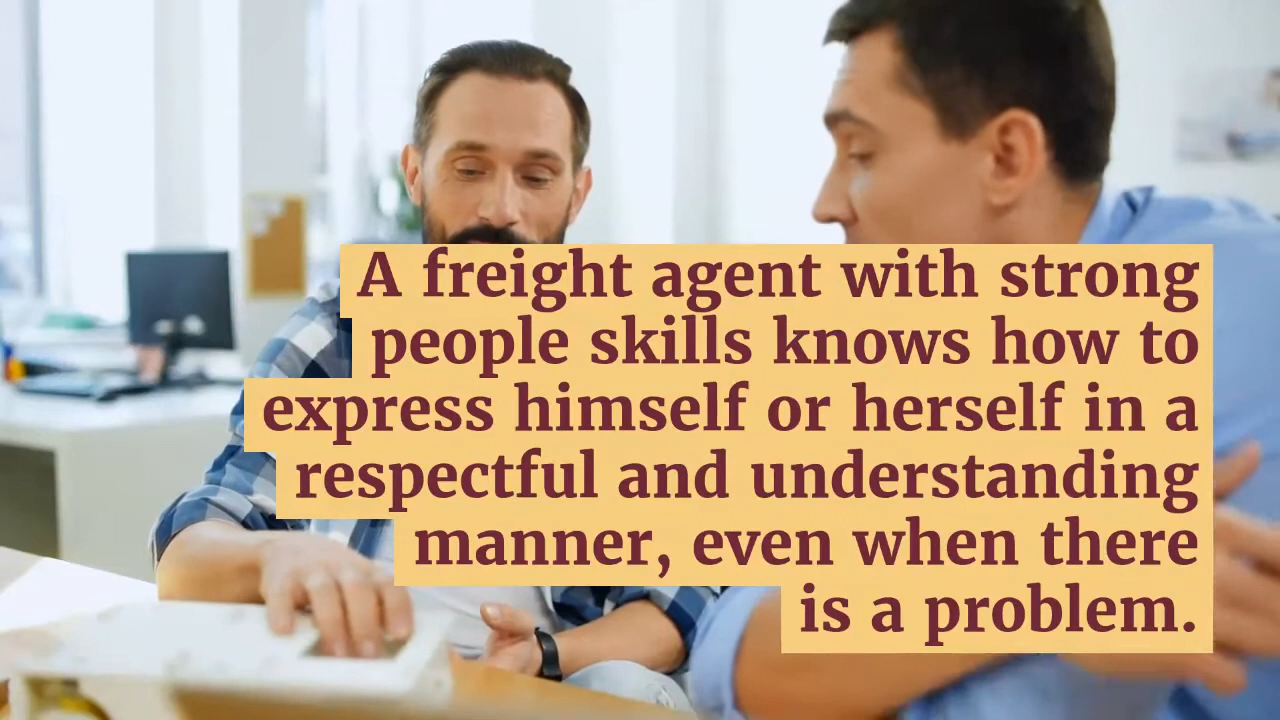 A freight agent with strong
people skills knows how to
express himself or herself in a
respectful and understanding
manner, even when there
is a problem.